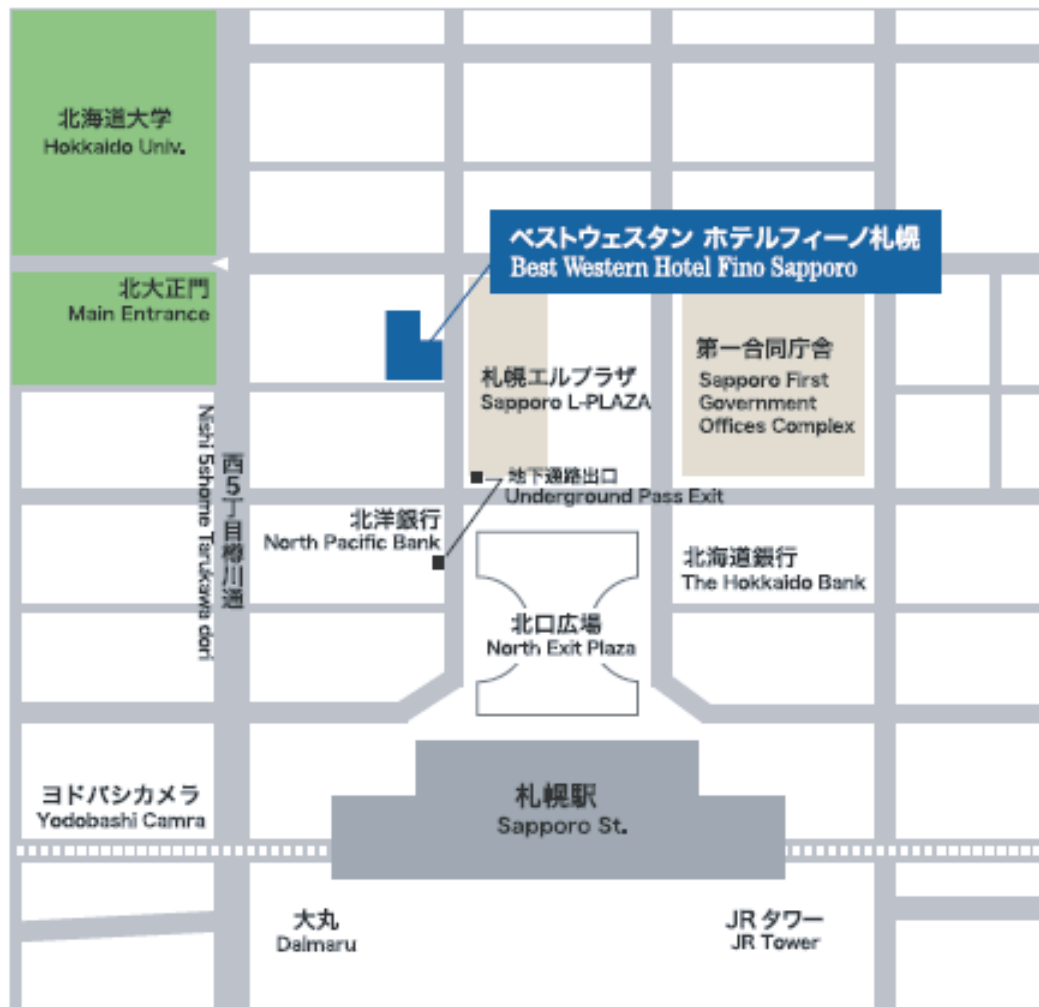 北海道大学
Hokkaido Univ.
ベストウェスタン ホテルフィーノ札幌
Best Western Hotel Fino Sapporo
北大正門
Main Entrance
札幌エルプラザ
Sapporo L-PLAZA
第一合同庁舎
Sapporo First
Government
Offices Complex
西5丁目樽川通
Nishi 5shome Tarukawa dori
地下通路出口
Underground Pass Exit
北洋銀行
North Pacific Bank
北海道銀行
The Hokkaido Bank
北口広場
North Exit Plaza
ヨドバシカメラ
Yodobashi Camra
札幌駅
Sapporo St.
大丸
Daimaru
JR タワー
JR Tower